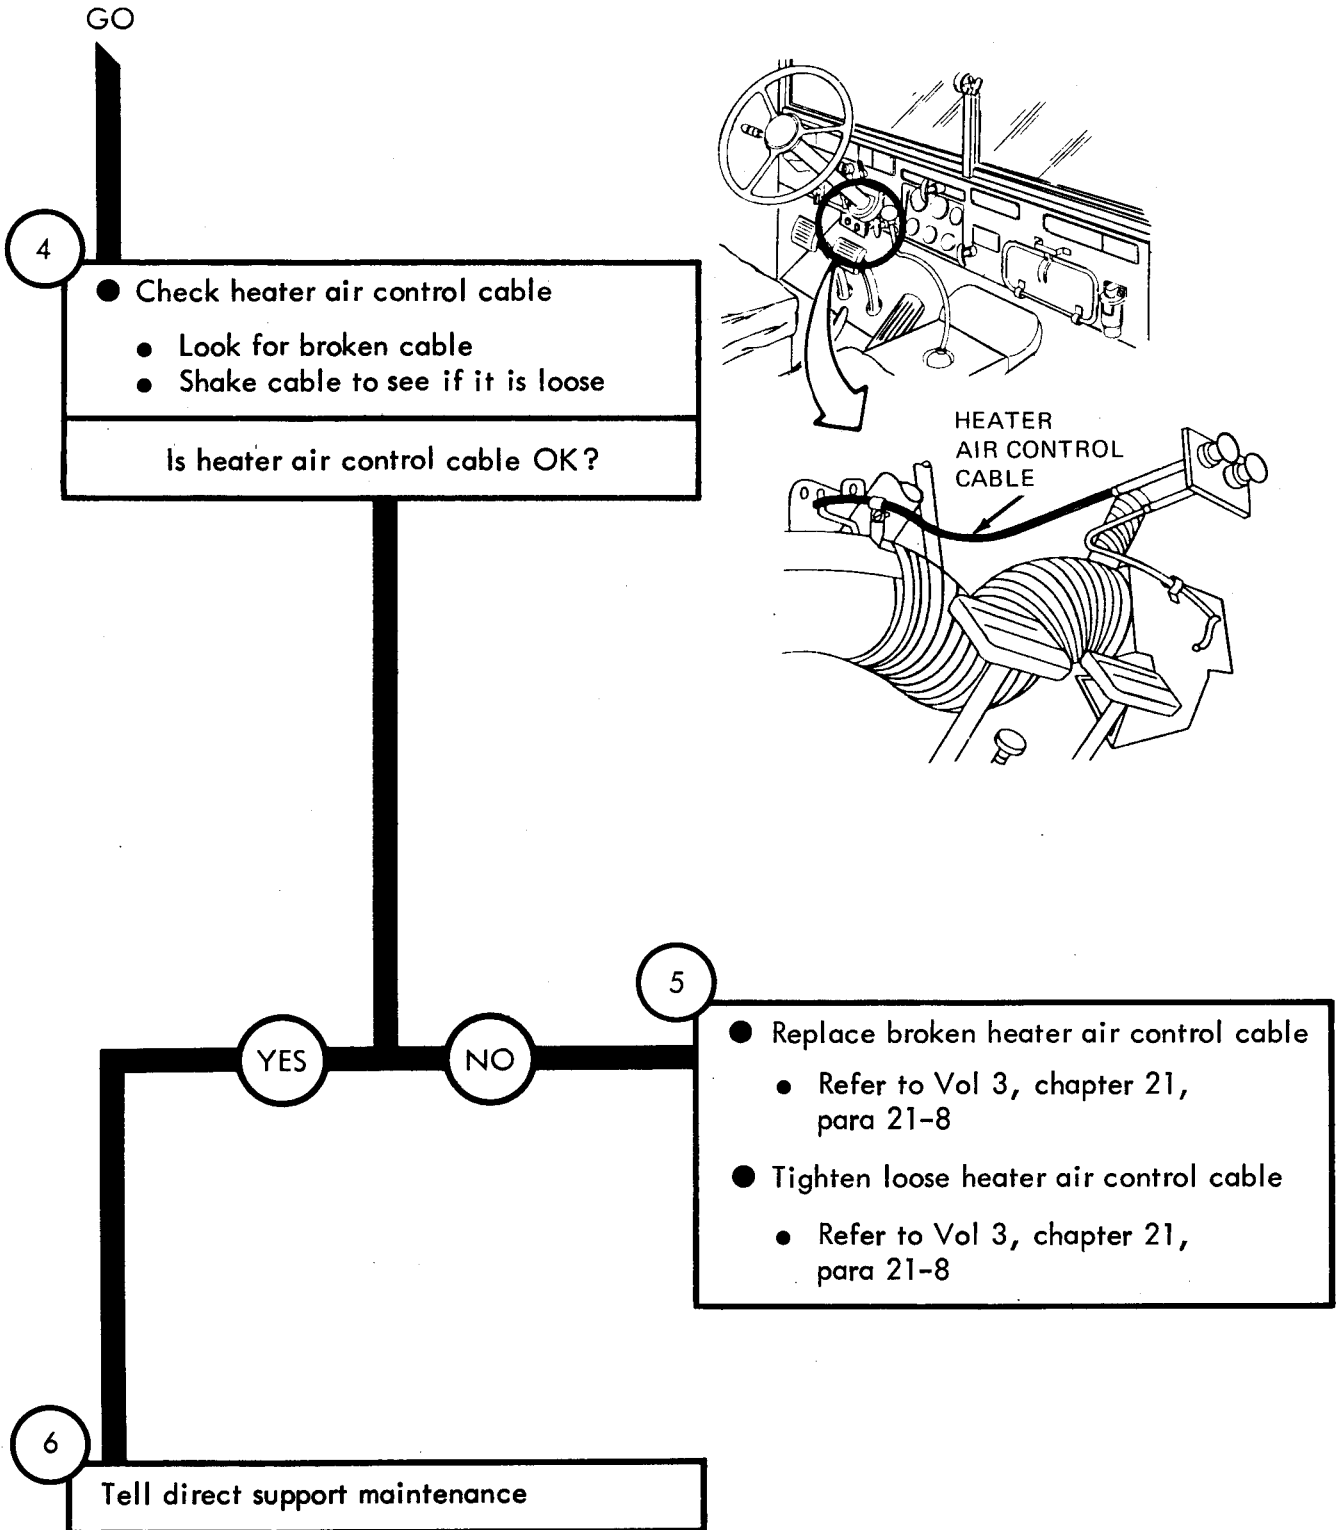 GO
4
● Check heater air control cable
● Look for broken cable
● Shake cable to see if it is loose
Is heater air control cable OK?
HEATER
AIR CONTROL
CABLE
YES
NO
5
● Replace broken heater air control cable
● Refer to Vol 3, chapter 21,
para 21-8
● Tighten loose heater air control cable
● Refer to Vol 3, chapter 21,
para 21-8
6
Tell direct support maintenance